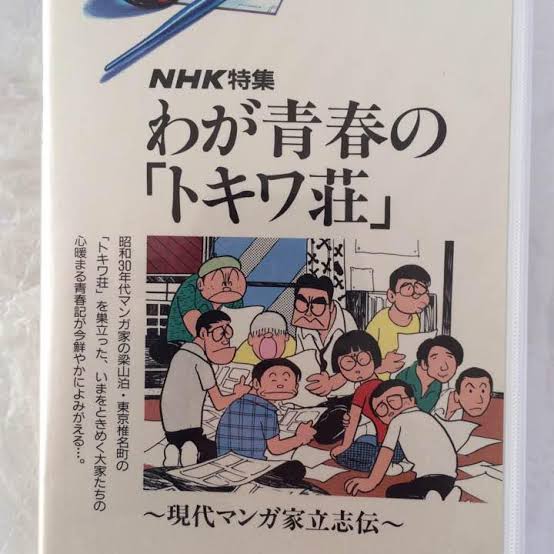 NHK特集
わが青春の
「トキワ荘」
昭和30年代マンガ家の梁山泊・東京椎名町の
「トキワ荘」を巣立った、いまをときめく大家たちの
心暖まる青春記が今鮮やかによみがえる…。
〜現代マンガ家立志伝〜